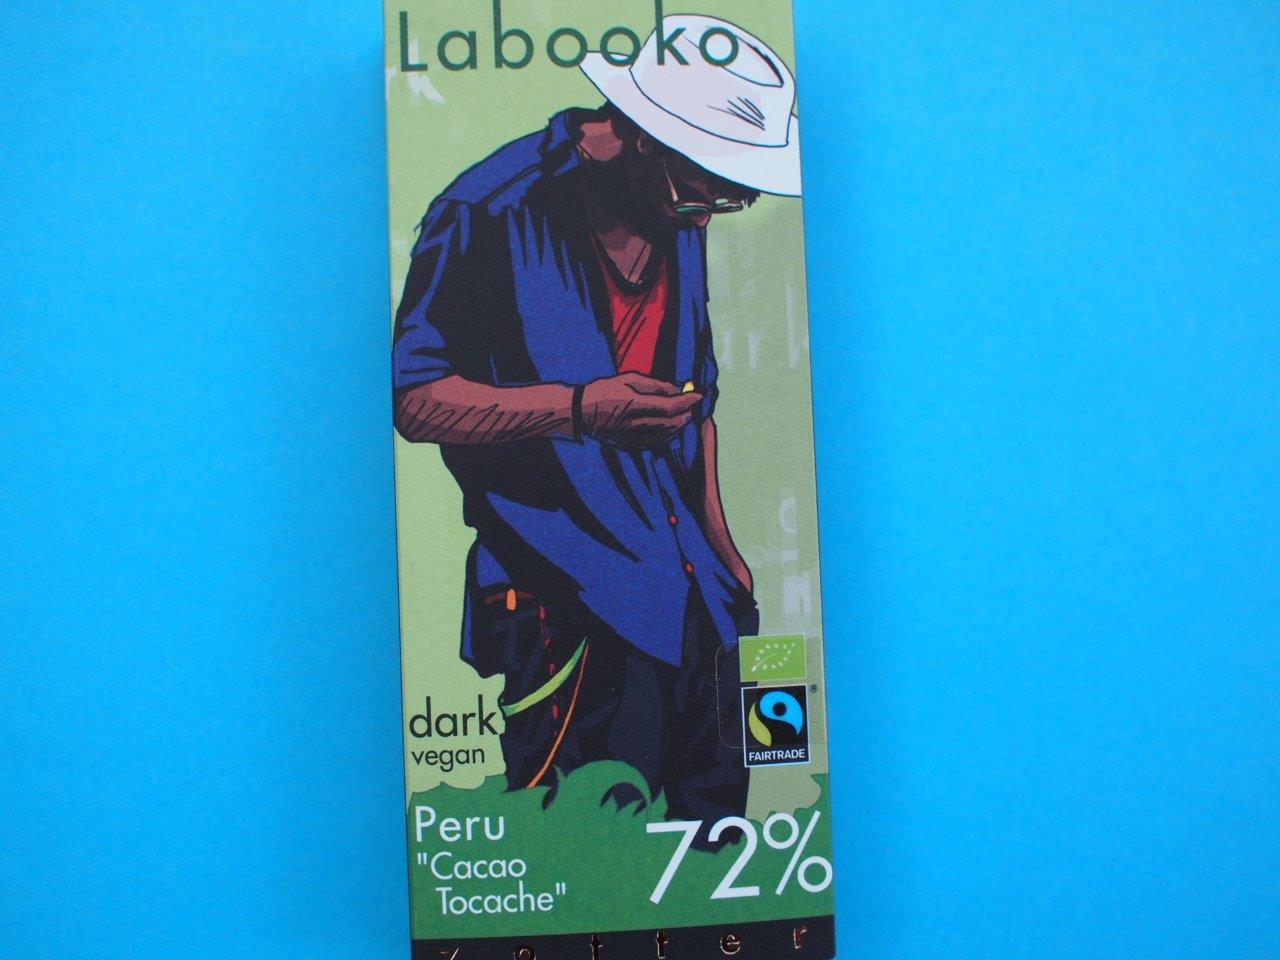 Labooko
dark
vegan
FAIRTRADE
®
Peru
"Cacao
Tocache"
72%
zotter